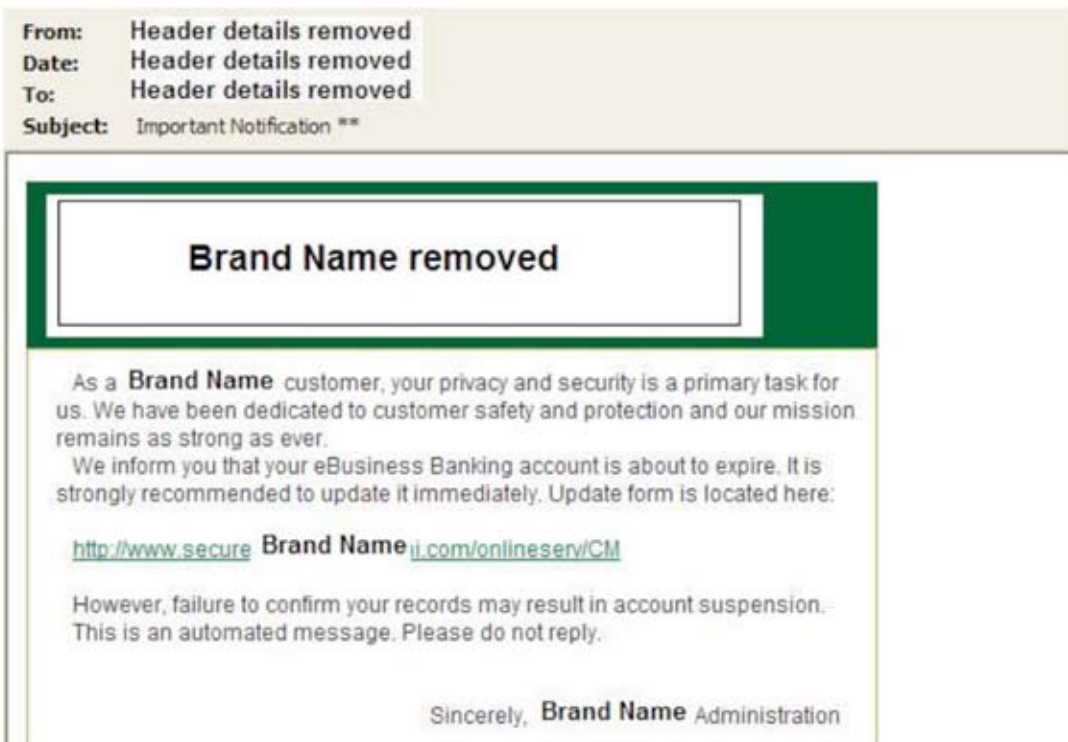 From: Header details removed
Date: Header details removed
To: Header details removed
Subject: Important Notification **
Brand Name removed
As a Brand Name customer, your privacy and security is a primary task for
us. We have been dedicated to customer safety and protection and our mission
remains as strong as ever.
We inform you that your eBusiness Banking account is about to expire. It is
strongly recommended to update it immediately. Update form is located here:
http://www.secure Brand Name i.com/onlineserv/CM
However, failure to confirm your records may result in account suspension.
This is an automated message. Please do not reply.
Sincerely, Brand Name Administration